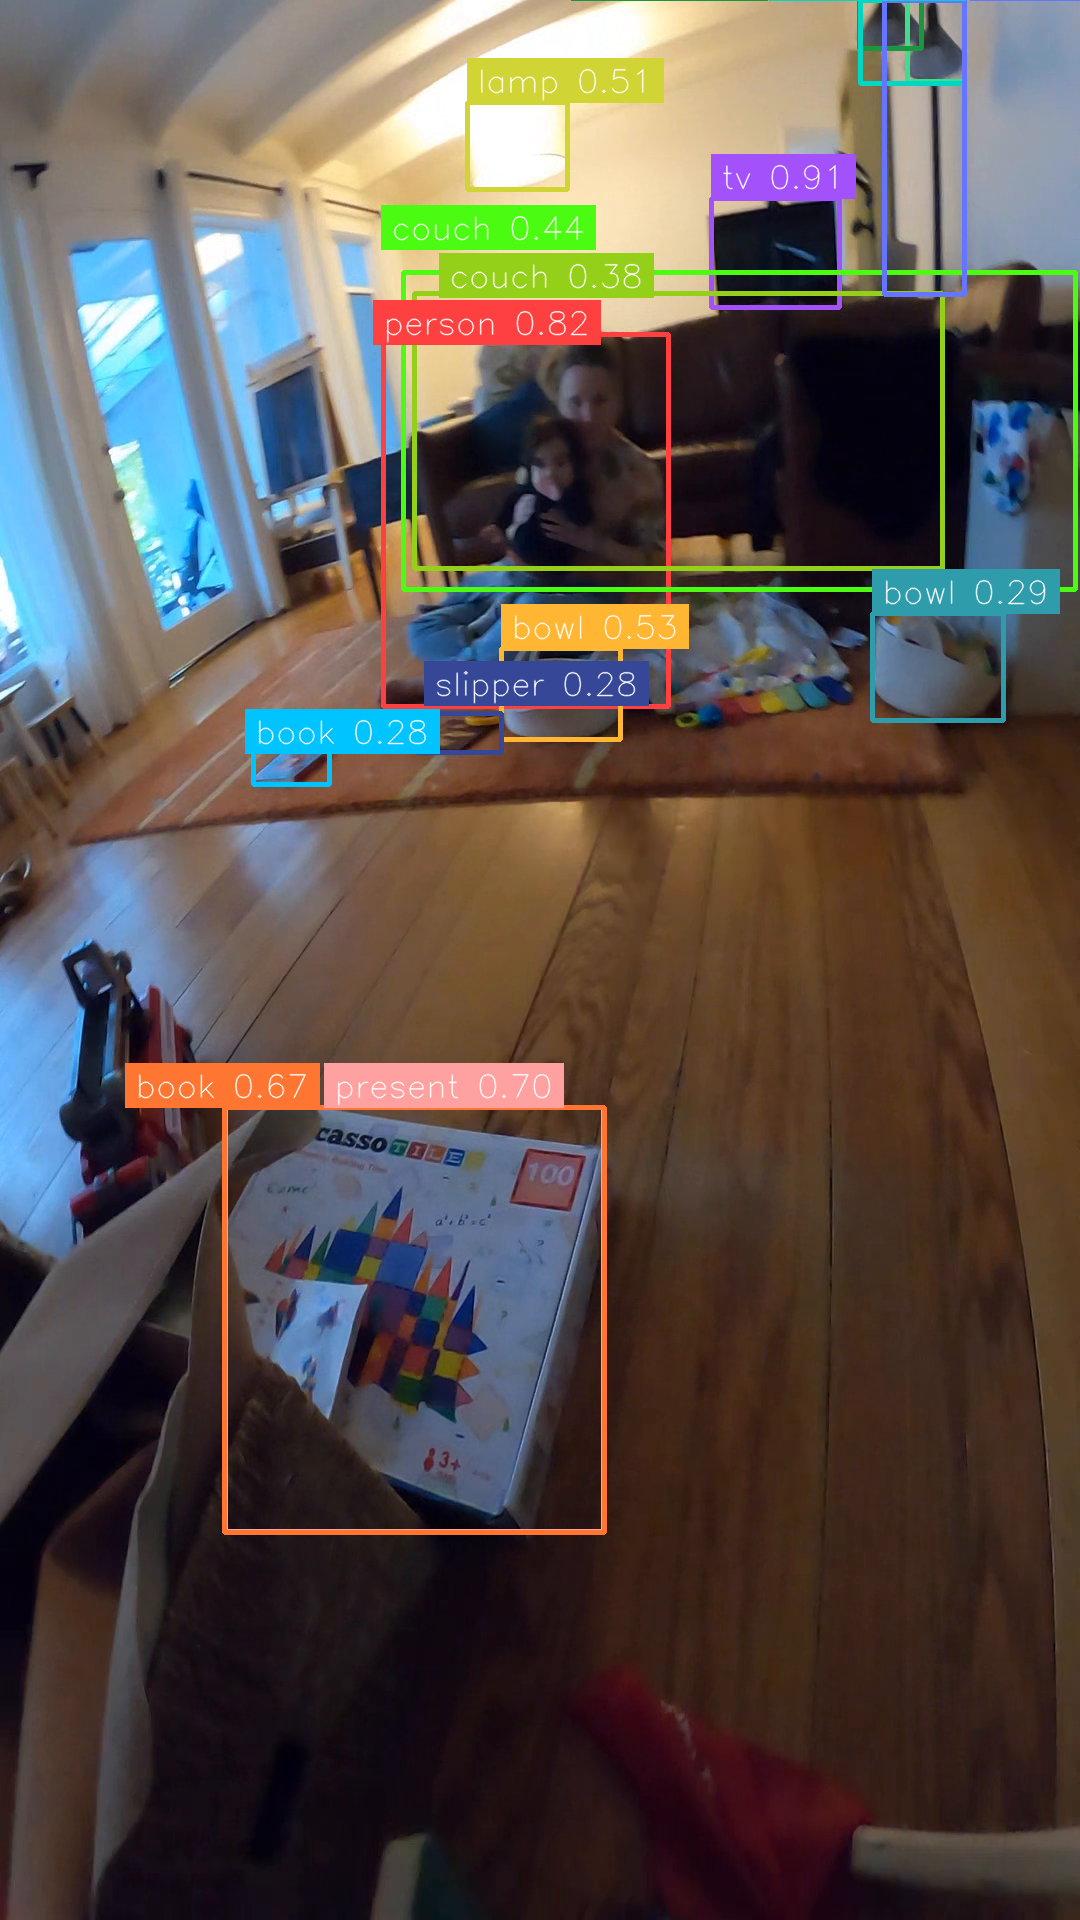 lamp 0.51
tv 0.91
couch 0.44
couch 0.38
person 0.82
bowl 0.29
bowl 0.53
slipper 0.28
book 0.28
book 0.67
present 0.70
casso TILE
100
a²+b²=c²
3+